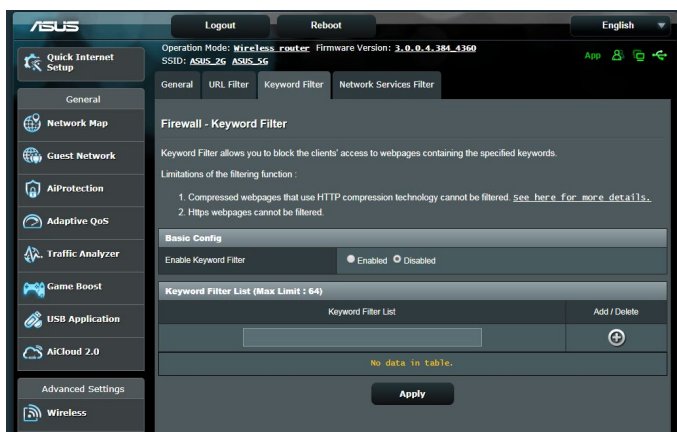 ASUS
Logout
Reboot
English
Quick Internet
Setup
Operation Mode: Wireless router Firmware Version: 3.0.0.4.384_4360
SSID: ASUS_2G ASUS_5G
App
General
URL Filter
Keyword Filter
Network Services Filter
General
Network Map
Guest Network
AiProtection
Adaptive QoS
Traffic Analyzer
Game Boost
USB Application
AiCloud 2.0
Advanced Settings
Wireless
Firewall - Keyword Filter
Keyword Filter allows you to block the clients' access to webpages containing the specified keywords.
Limitations of the filtering function :
1. Compressed webpages that use HTTP compression technology cannot be filtered. See here for more details.
2. Https webpages cannot be filtered.
Basic Config
Enable Keyword Filter
Enabled
Disabled
Keyword Filter List (Max Limit : 64)
Keyword Filter List
Add / Delete
No data in table.
Apply